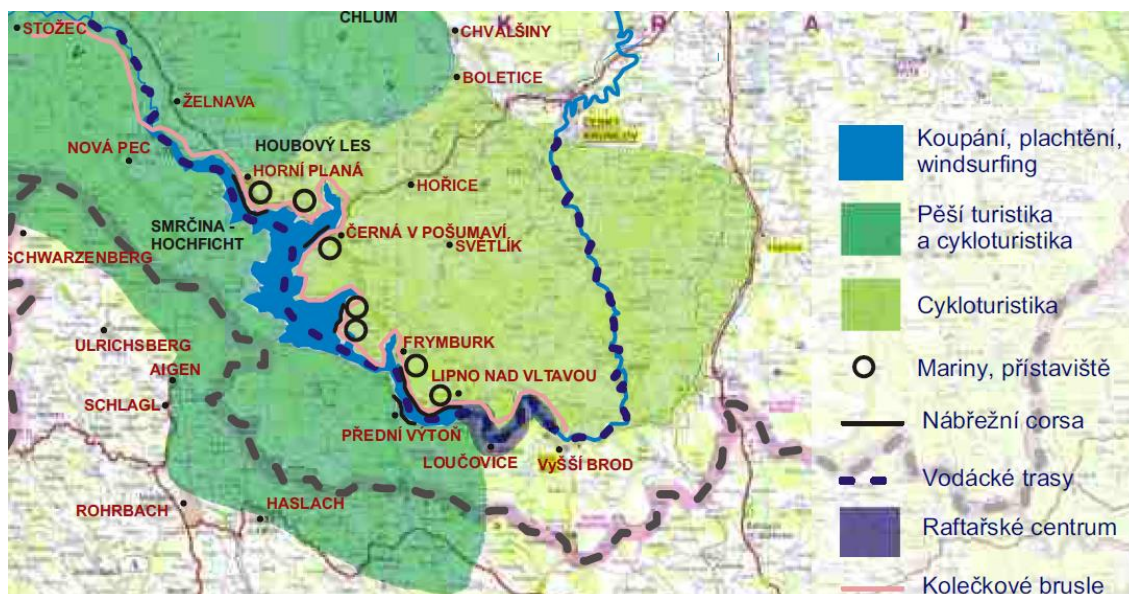 CHLUM
K R A J
STOŽEC
CHVALŠINY
BOLETICE
ŽELNAVA
HOUBOVÝ LES
NOVÁ PEC
HORNÍ PLANÁ
HOŘICE
SMRČINA -
HOCHFICHT
ČERNÁ V POŠUMAVÍ
SVĚTLÍK
SCHWARZENBERG
ULRICHSBERG
AIGEN
FRYMBURK
LIPNO NAD VLTAVOU
SCHLAGL
PŘEDNÍ VÝTOŇ
LOUČOVICE
VyŠŠÍ BROD
ROHRBACH
HASLACH
Koupání, plachtění,
windsurfing
Pěší turistika
a cykloturistika
Cykloturistika
Mariny, přístaviště
Nábřežní corsa
Vodácké trasy
Raftařské centrum
Kolečkové brusle